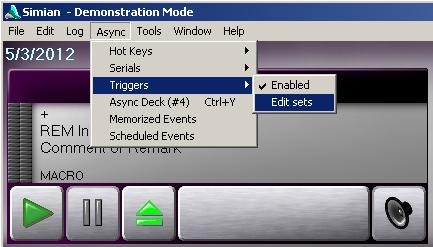 Simian - Demonstration Mode
File Edit Log Async Tools Window Help
5/3/2012
Hot Keys
Serials
Triggers
Enabled
Async Deck (#4) Ctrl+Y
Edit sets
Memorized Events
Scheduled Events
+
REM In
Comment or Remark
MACRO